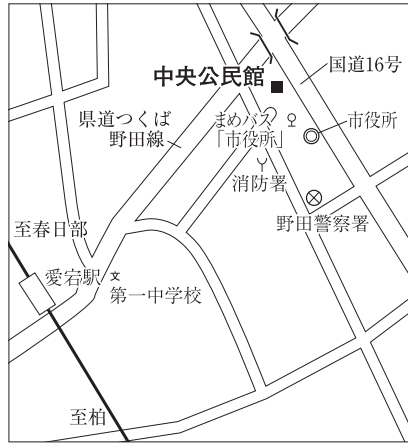 国道16号
中央公民館
県道つくば
野田線
まめバス
「市役所」
市役所
消防署
野田警察署
至春日部
愛宕駅
文
第一中学校
至柏